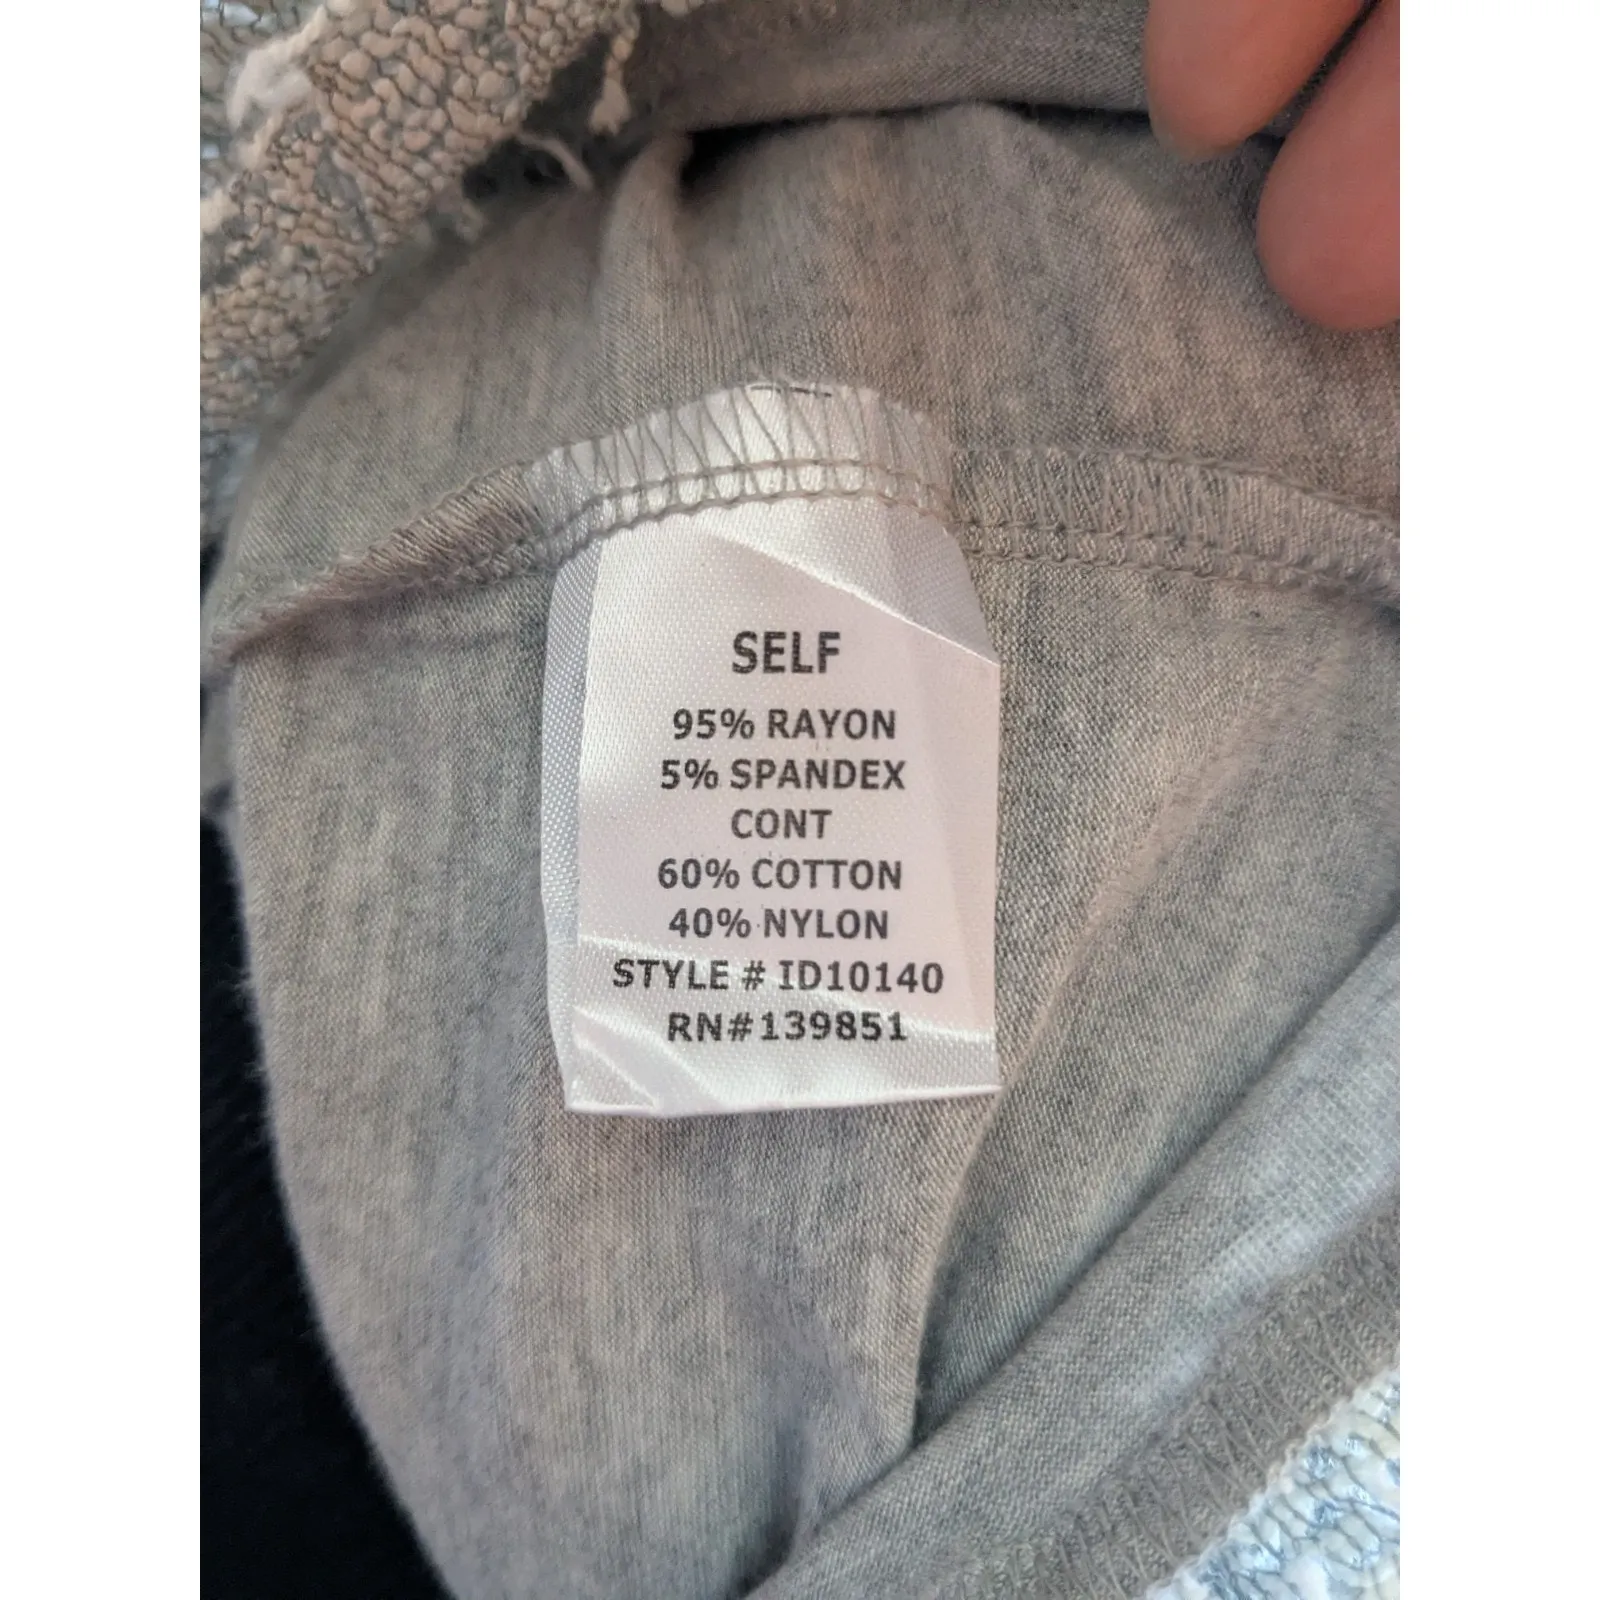 SELF
95% RAYON
5% SPANDEX
CONT
60% COTTON
40% NYLON
STYLE # ID10140
RN#139851